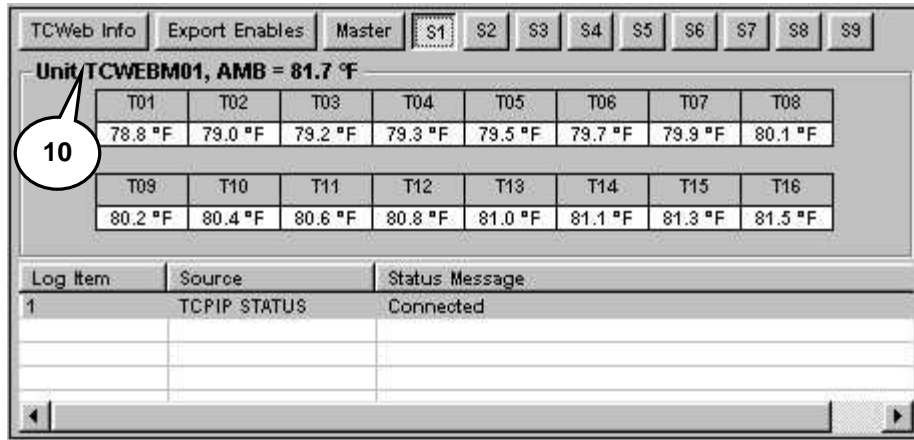 TCWeb Info Export Enables Master S1 S2 S3 S4 S5 S6 S7 S8 S9
Unit TCWEBM01, AMB = 81.7 °F
T01 T02 T03 T04 T05 T06 T07 T08
78.8 °F 79.0 °F 79.2 °F 79.3 °F 79.5 °F 79.7 °F 79.9 °F 80.1 °F
10
T09 T10 T11 T12 T13 T14 T15 T16
80.2 °F 80.4 °F 80.6 °F 80.8 °F 81.0 °F 81.1 °F 81.3 °F 81.5 °F
Log Item Source Status Message
1 TCPIP STATUS Connected